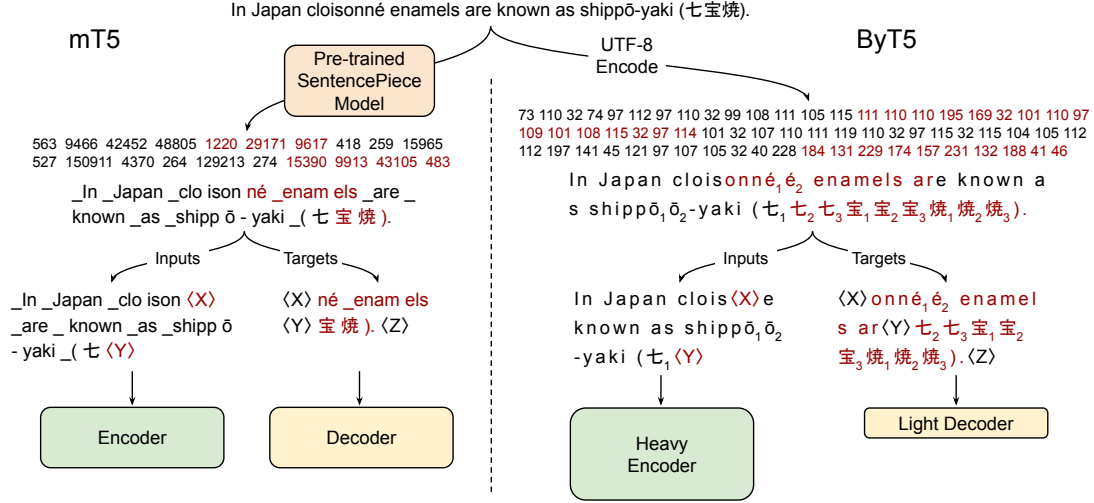 In Japan cloisonné enamels are known as shippō-yaki (七宝焼).
mT5
Pre-trained
SentencePiece
Model
563 9466 42452 48805 1220 29171 9617 418 259 15965
527 150911 4370 264 129213 274 15390 9913 43105 483
_In _Japan _clo ison né _enam els _are _
known _as _shipp ō - yaki _( 七 宝 焼 ).
Inputs
Targets
_In _Japan _clo ison 〈X〉
_are _ known _as _shipp ō
- yaki _( 七 〈Y〉
〈X〉 né _enam els
〈Y〉 宝 焼 ). 〈Z〉
Encoder
Decoder
UTF-8
Encode
ByT5
73 110 32 74 97 112 97 110 32 99 108 111 105 115 111 110 110 195 169 32 101 110 97
109 101 108 115 32 97 114 101 32 107 110 111 119 110 32 97 115 32 115 104 105 112
112 197 141 45 121 97 107 105 32 40 228 184 131 229 174 157 231 132 188 41 46
In Japan cloisonné₁é₂ enamels are known a
s shippō₁ō₂-yaki (七₁七₂七₃宝₁宝₂宝₃焼₁焼₂焼₃).
Inputs
Targets
In Japan clois〈X〉e
known as shippō₁ō₂
-yaki (七₁〈Y〉
〈X〉onné₁é₂ enamel
s ar〈Y〉七₂七₃宝₁宝₂
宝₃焼₁焼₂焼₃).〈Z〉
Heavy
Encoder
Light Decoder